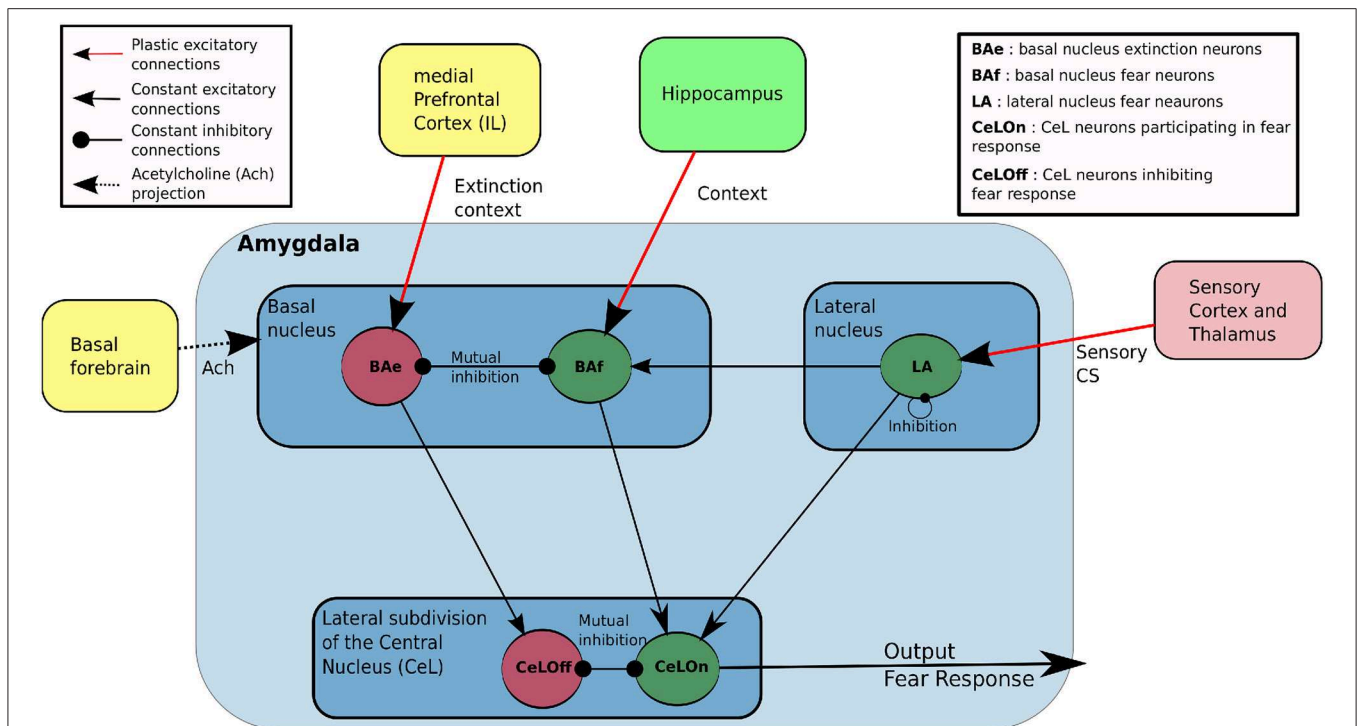 Plastic excitatory
connections
Constant excitatory
connections
Constant inhibitory
connections
Acetylcholine (Ach)
projection
medial
Prefrontal
Cortex (IL)
Hippocampus
BAe : basal nucleus extinction neurons
BAf : basal nucleus fear neurons
LA : lateral nucleus fear neaurons
CeLOn : CeL neurons participating in fear
response
CeLOff : CeL neurons inhibiting
fear response
Extinction
context
Context
Amygdala
Basal
forebrain
Ach
Basal
nucleus
BAe
Mutual
inhibition
BAf
Lateral
nucleus
LA
Inhibition
Sensory
CS
Sensory
Cortex and
Thalamus
Lateral subdivision
of the Central
Nucleus (CeL)
CeLOff
Mutual
inhibition
CeLOn
Output
Fear Response